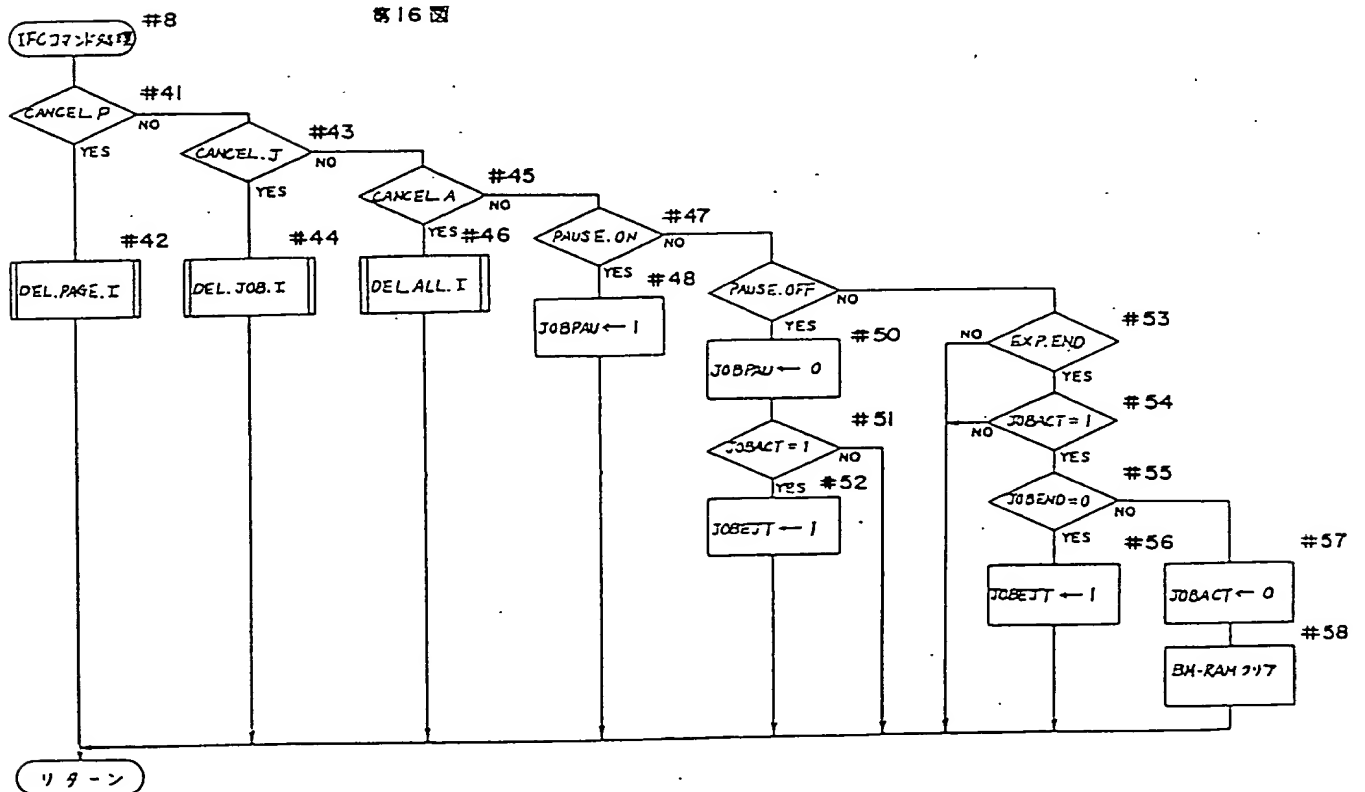 第16図
#8
IFCコマンド処理
#41
CANCEL.P
NO
YES
#43
CANCEL.J
NO
YES
#45
CANCEL.A
NO
YES
#47
PAUSE.ON
NO
YES
PAUSE.OFF
NO
YES
#42
DEL.PAGE.I
#44
DEL.JOB.I
#46
DEL.ALL.I
#48
JOBPAU ← 1
#50
JOBPAU ← 0
#51
JOBACT = 1
NO
YES
#52
JOBEJT ← 1
#53
EXP.END
NO
YES
#54
JOBACT = 1
NO
YES
#55
JOBEND = 0
NO
YES
#56
JOBEJT ← 1
#57
JOBACT ← 0
#58
BM-RAMクリア
リターン